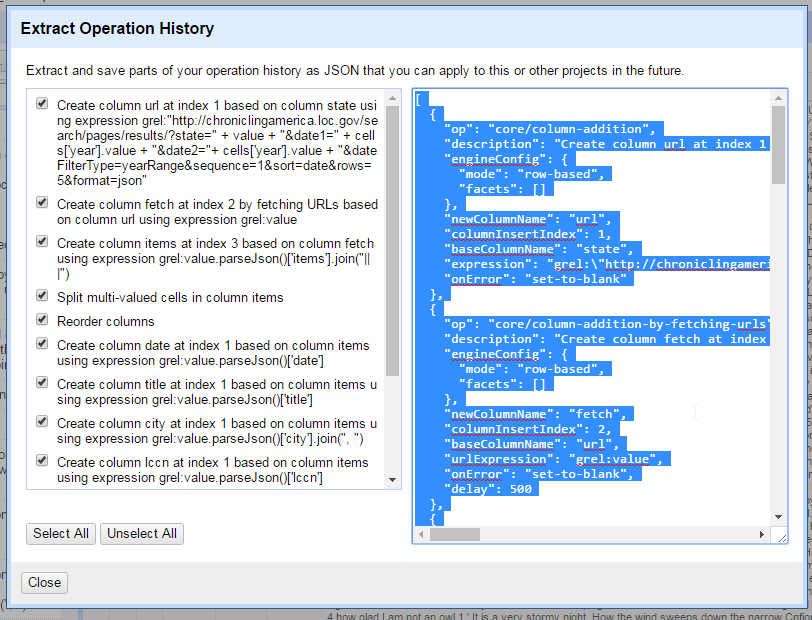 Extract Operation History
Extract and save parts of your operation history as JSON that you can apply to this or other projects in the future.
Create column url at index 1 based on column state usi
ng expression grel:"http://chroniclingamerica.loc.gov/se
arch/pages/results/?state=" + value + "&date1=" + cell
s['year'].value + "&date2="+ cells['year'].value + "&date
FilterType=yearRange&sequence=1&sort=date&rows=
5&format=json"
Create column fetch at index 2 by fetching URLs based
on column url using expression grel:value
Create column items at index 3 based on column fetch
using expression grel:value.parseJson()['items'].join("||
|")
Split multi-valued cells in column items
Reorder columns
Create column date at index 1 based on column items
using expression grel:value.parseJson()['date']
Create column title at index 1 based on column items u
sing expression grel:value.parseJson()['title']
Create column city at index 1 based on column items u
sing expression grel:value.parseJson()['city'].join(", ")
Create column lccn at index 1 based on column items
using expression grel:value.parseJson()['lccn']
Select All
Unselect All
[
{
"op": "core/column-addition",
"description": "Create column url at index 1
"engineConfig": {
"mode": "row-based",
"facets": []
},
"newColumnName": "url",
"columnInsertIndex": 1,
"baseColumnName": "state",
"expression": "grel:\"http://chroniclingameri
"onError": "set-to-blank"
},
{
"op": "core/column-addition-by-fetching-urls"
"description": "Create column fetch at index
"engineConfig": {
"mode": "row-based",
"facets": []
},
"newColumnName": "fetch",
"columnInsertIndex": 2,
"baseColumnName": "url",
"urlExpression": "grel:value",
"onError": "set-to-blank",
"delay": 500
},
{
Close
4 how glad I am not an owl 1 ' It is a very stormy night. How the wind sweeps down the narrow